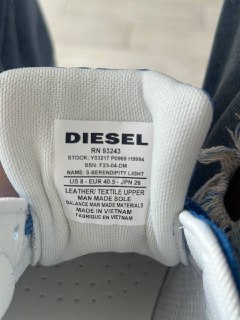 DIESEL
RN 93243
STOCK: Y03217 P0969 H9994
SSN: F23-04-DM
NAME: S-SERENDIPITY LIGHT
US 8 - EUR 40.5 - JPN 26
LEATHER/ TEXTILE UPPER
MAN MADE SOLE
BALANCE MAN MADE MATERIALS
MADE IN VIETNAM
FABRIQUE EN VIETNAM